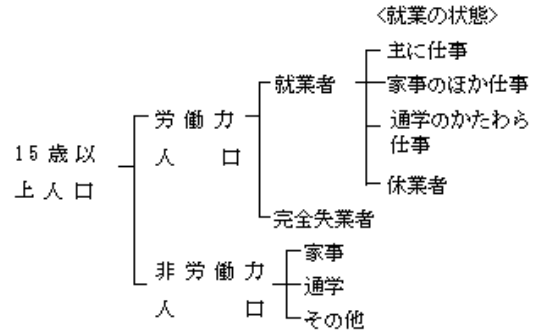 <就業の状態>
主に仕事
就業者
家事のほか仕事
労働力
人口
通学のかたわら
仕事
15歳以
上人口
休業者
完全失業者
家事
非労働力
人口
通学
その他